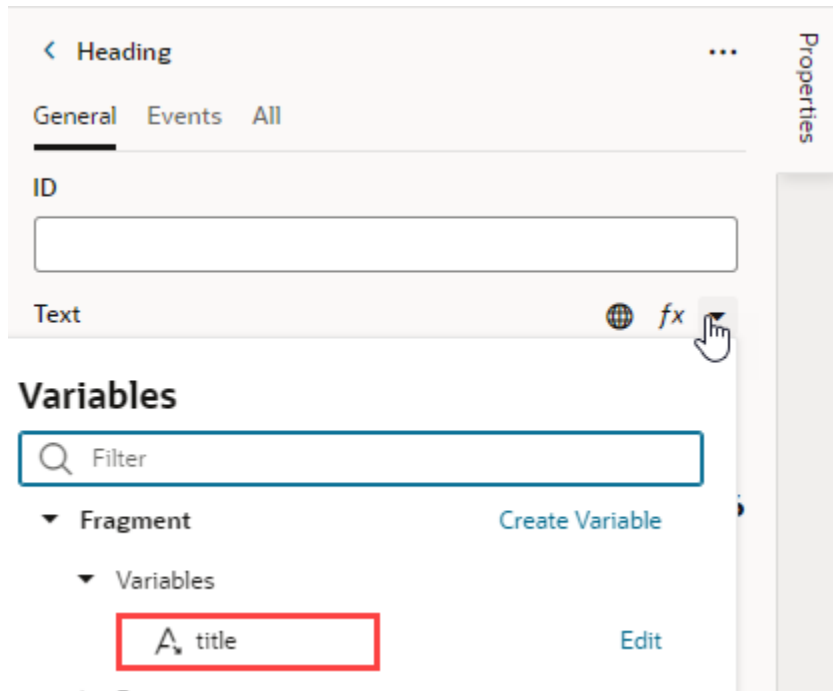 Heading
Properties
General Events All
ID
Text fx
Variables
Filter
Fragment Create Variable
Variables
title Edit